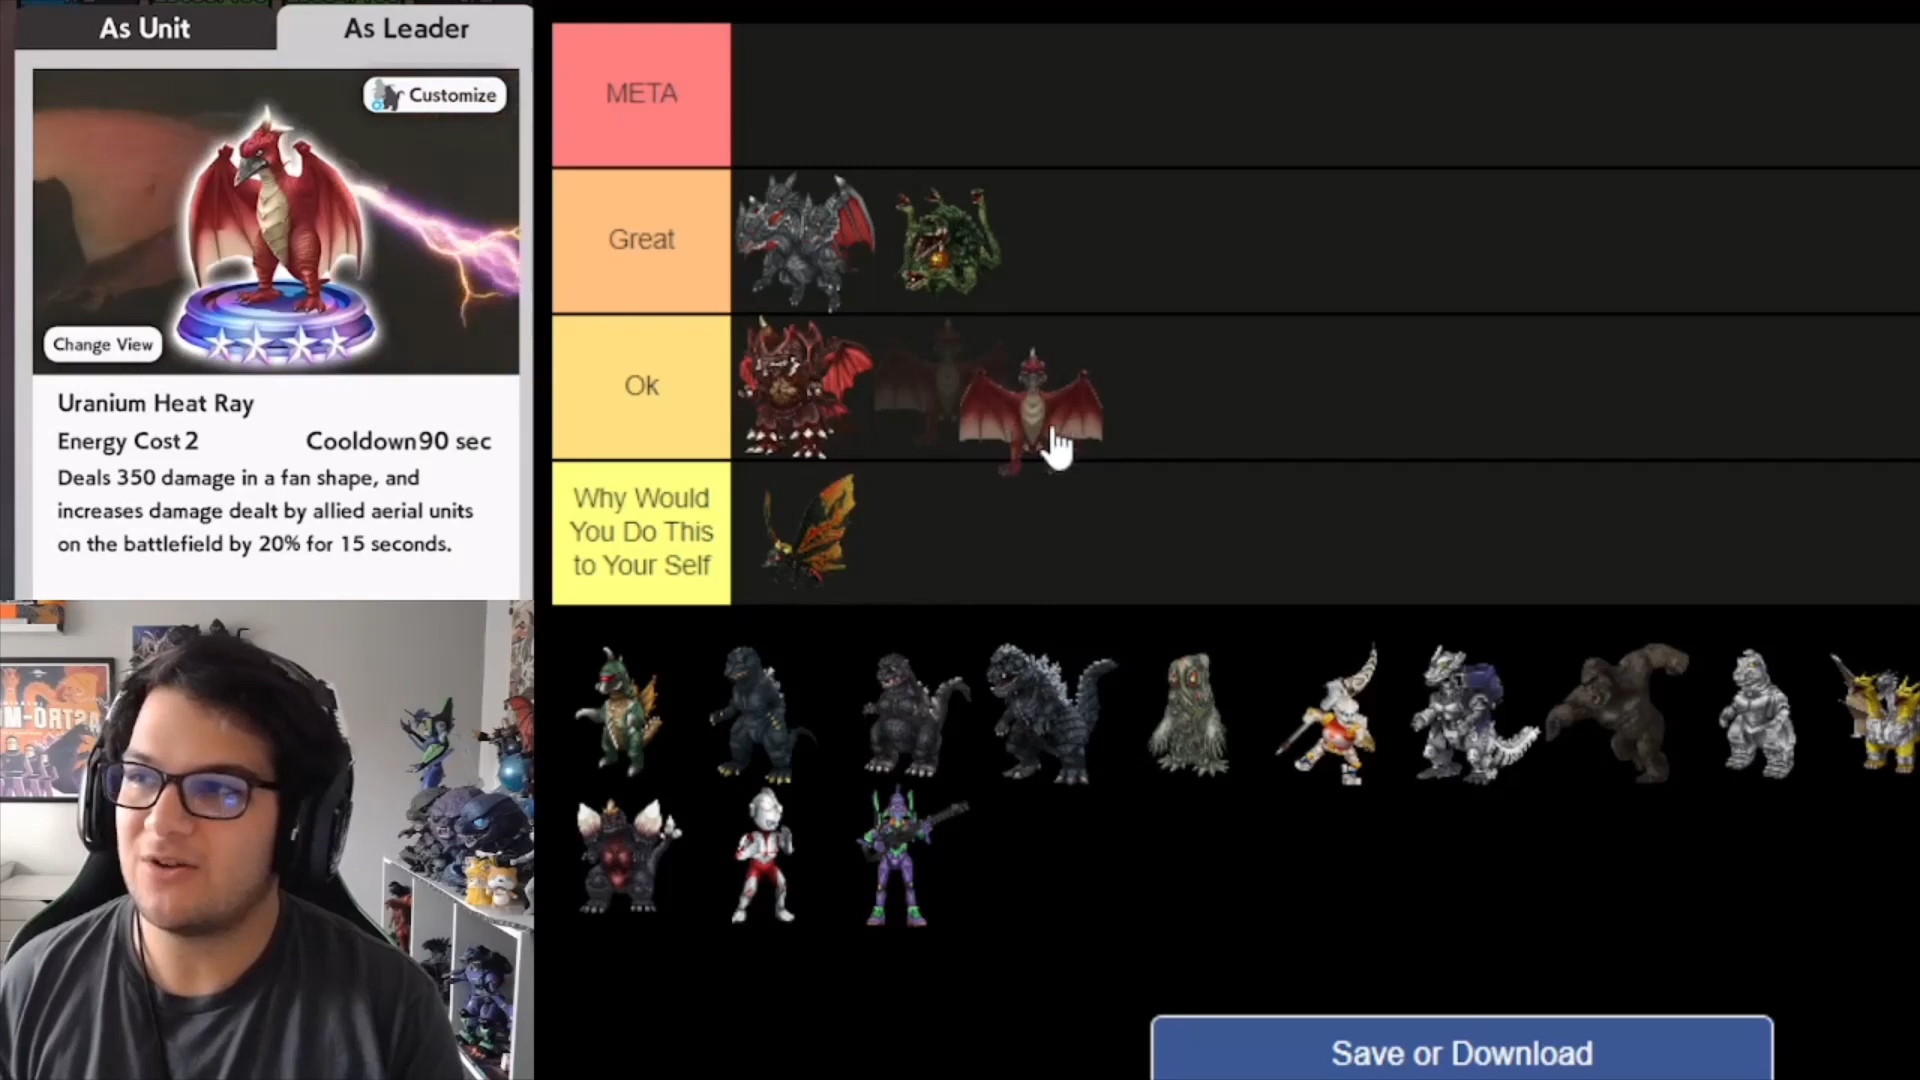 As Unit
As Leader
Customize
Change View
Uranium Heat Ray
Energy Cost 2
Cooldown 90 sec
Deals 350 damage in a fan shape, and
increases damage dealt by allied aerial units
on the battlefield by 20% for 15 seconds.
META
Great
Ok
Why Would
You Do This
to Your Self
Save or Download